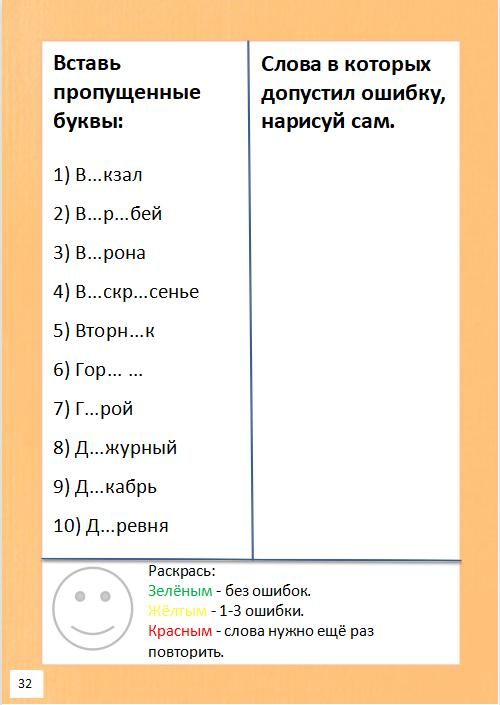 Вставь
пропущенные
буквы:
1) В...кзал
2) В...р...бей
3) В...рона
4) В...скр...сенье
5) Вторн...к
6) Гор... ...
7) Г...рой
8) Д...журный
9) Д...кабрь
10) Д...ревня
Слова в которых
допустил ошибку,
нарисуй сам.
Раскрась:
Зелёным - без ошибок.
Жёлтым - 1-3 ошибки.
Красным - слова нужно ещё раз
повторить.
32